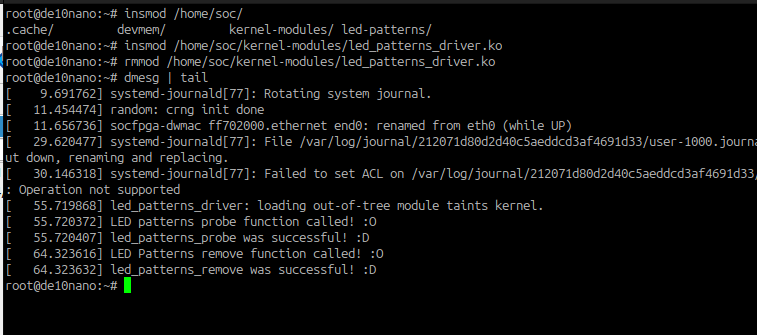 root@de10nano:~# insmod /home/soc/
.cache/ devmem/ kernel-modules/ led-patterns/
root@de10nano:~# insmod /home/soc/kernel-modules/led_patterns_driver.ko
root@de10nano:~# rmmod /home/soc/kernel-modules/led_patterns_driver.ko
root@de10nano:~# dmesg | tail
[    9.691762] systemd-journald[77]: Rotating system journal.
[   11.454474] random: crng init done
[   11.656736] socfpga-dwmac ff702000.ethernet end0: renamed from eth0 (while UP)
[   29.620477] systemd-journald[77]: File /var/log/journal/212071d80d2d40c5aeddcd3af4691d33/user-1000.journa
ut down, renaming and replacing.
[   30.146318] systemd-journald[77]: Failed to set ACL on /var/log/journal/212071d80d2d40c5aeddcd3af4691d33/
: Operation not supported
[   55.719868] led_patterns_driver: loading out-of-tree module taints kernel.
[   55.720372] LED patterns probe function called! :O
[   55.720407] led_patterns_probe was successful! :D
[   64.323616] LED Patterns remove function called! :O
[   64.323632] led_patterns_remove was successful! :D
root@de10nano:~#